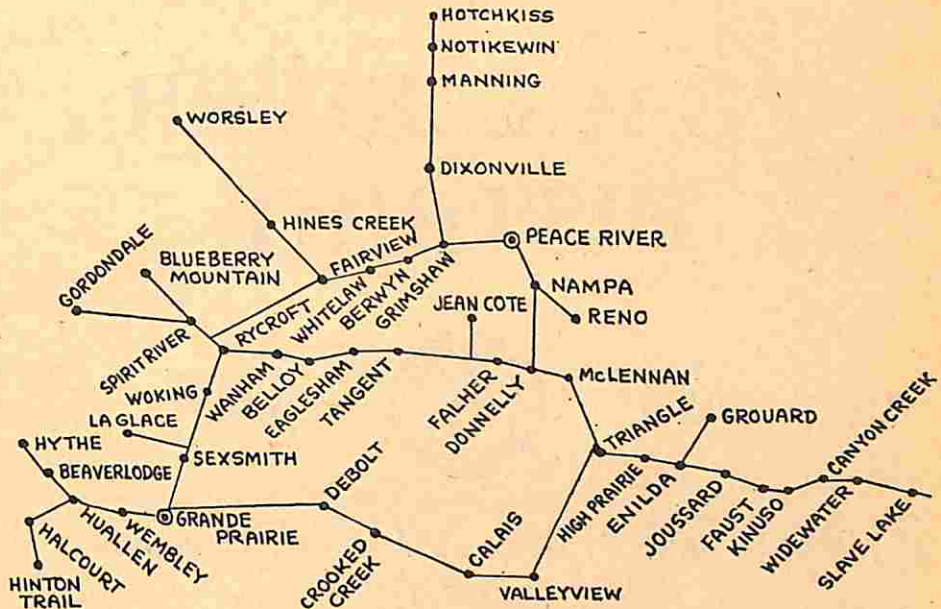 HOTCHKISS
NOTIKEWIN
MANNING
WORSLEY
DIXONVILLE
HINES CREEK
FAIRVIEW
PEACE RIVER
GORDONDALE
BLUEBERRY
MOUNTAIN
WHITELAW
BERWYN
GRIMSHAW
NAMPA
JEAN COTE
RENO
SPIRIT RIVER
RYCROFT
WOKING
WANHAM
BELLOY
EAGLESHAM
TANGENT
FALHER
DONNELLY
MCLENNAN
LA GLACE
GROUARD
TRIANGLE
HYTHE
BEAVERLODGE
SEXSMITH
DEBOLT
HIGH PRAIRIE
ENILDA
JOUSSARD
FAUST
KINUSO
CANYON CREEK
WIDEWATER
SLAVE LAKE
HUALLEN
WEMBLEY
GRANDE
PRAIRIE
HALCOURT
HINTON
TRAIL
CROOKED
CREEK
CALAIS
VALLEYVIEW